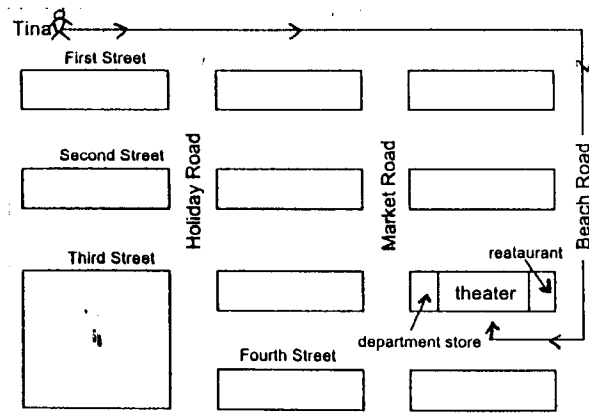 Tina
First Street
Second Street
Holiday Road
Market Road
Beach Road
Third Street
reataurant
theater
department store
Fourth Street